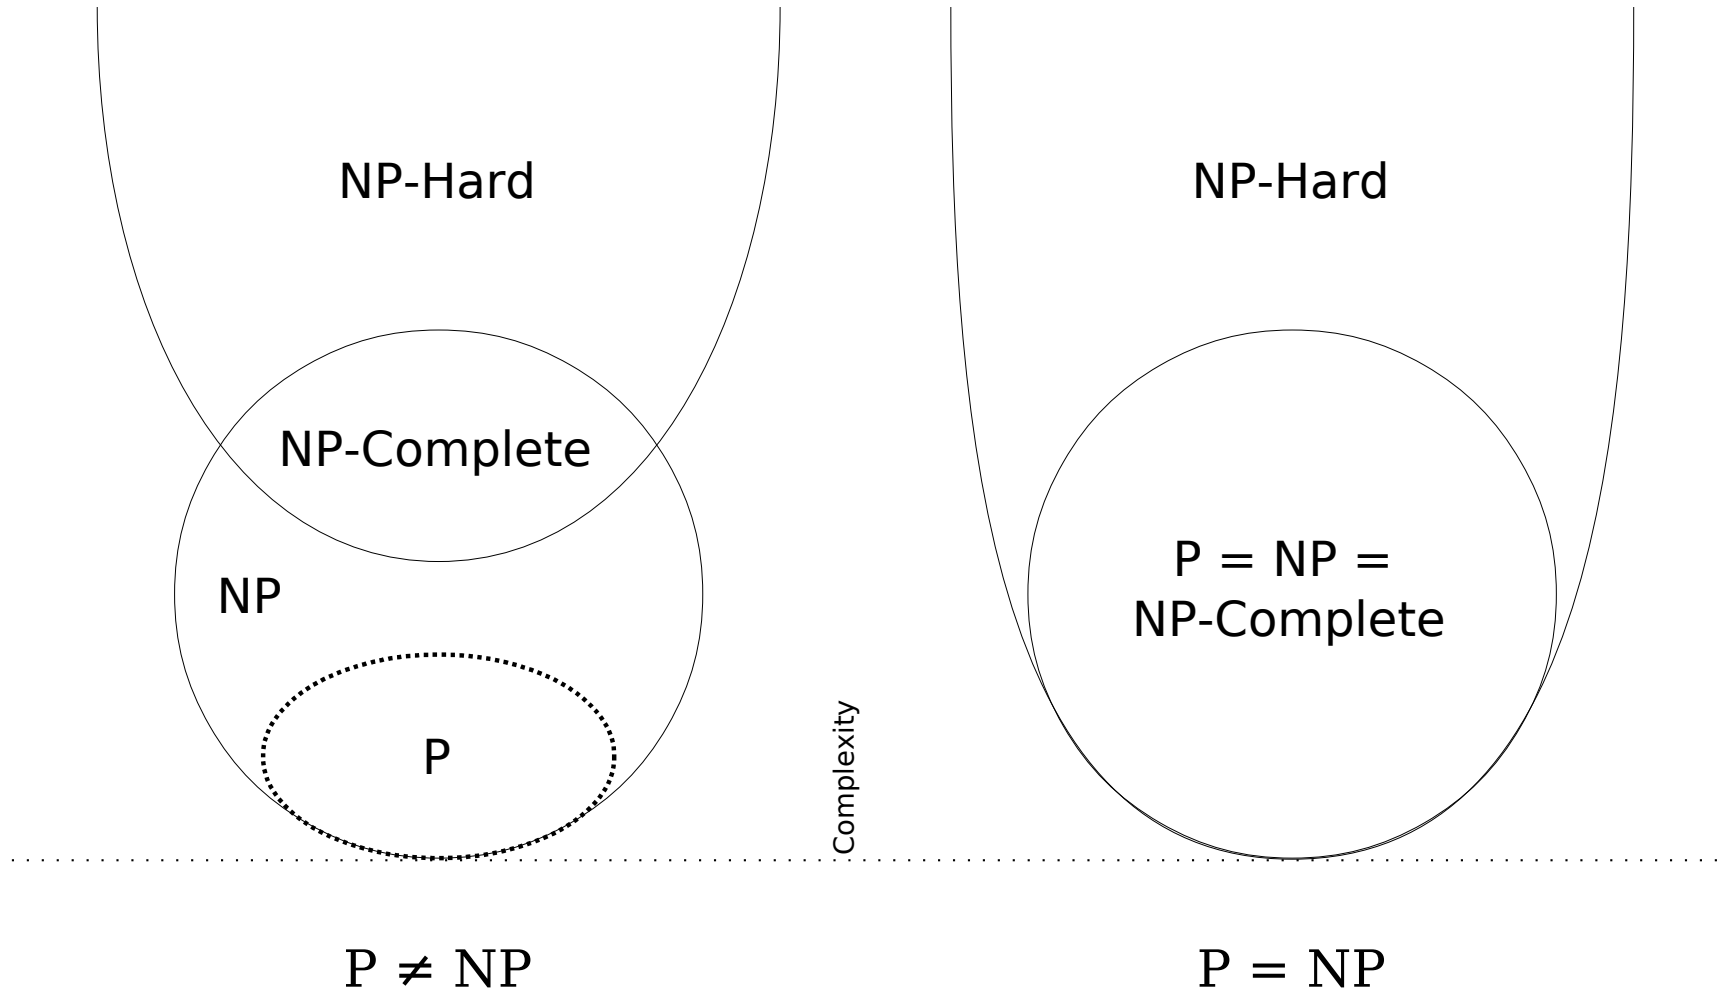 NP-Hard
NP-Complete
NP
P
P ≠ NP
Complexity
NP-Hard
P = NP =
NP-Complete
P = NP